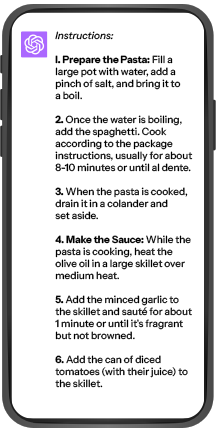 Instructions:
1. Prepare the Pasta: Fill a
large pot with water, add a
pinch of salt, and bring it to
a boil.
2. Once the water is boiling,
add the spaghetti. Cook
according to the package
instructions, usually for about
8-10 minutes or until al dente.
3. When the pasta is cooked,
drain it in a colander and
set aside.
4. Make the Sauce: While the
pasta is cooking, heat the
olive oil in a large skillet over
medium heat.
5. Add the minced garlic to
the skillet and sauté for about
1 minute or until it's fragrant
but not browned.
6. Add the can of diced
tomatoes (with their juice) to
the skillet.